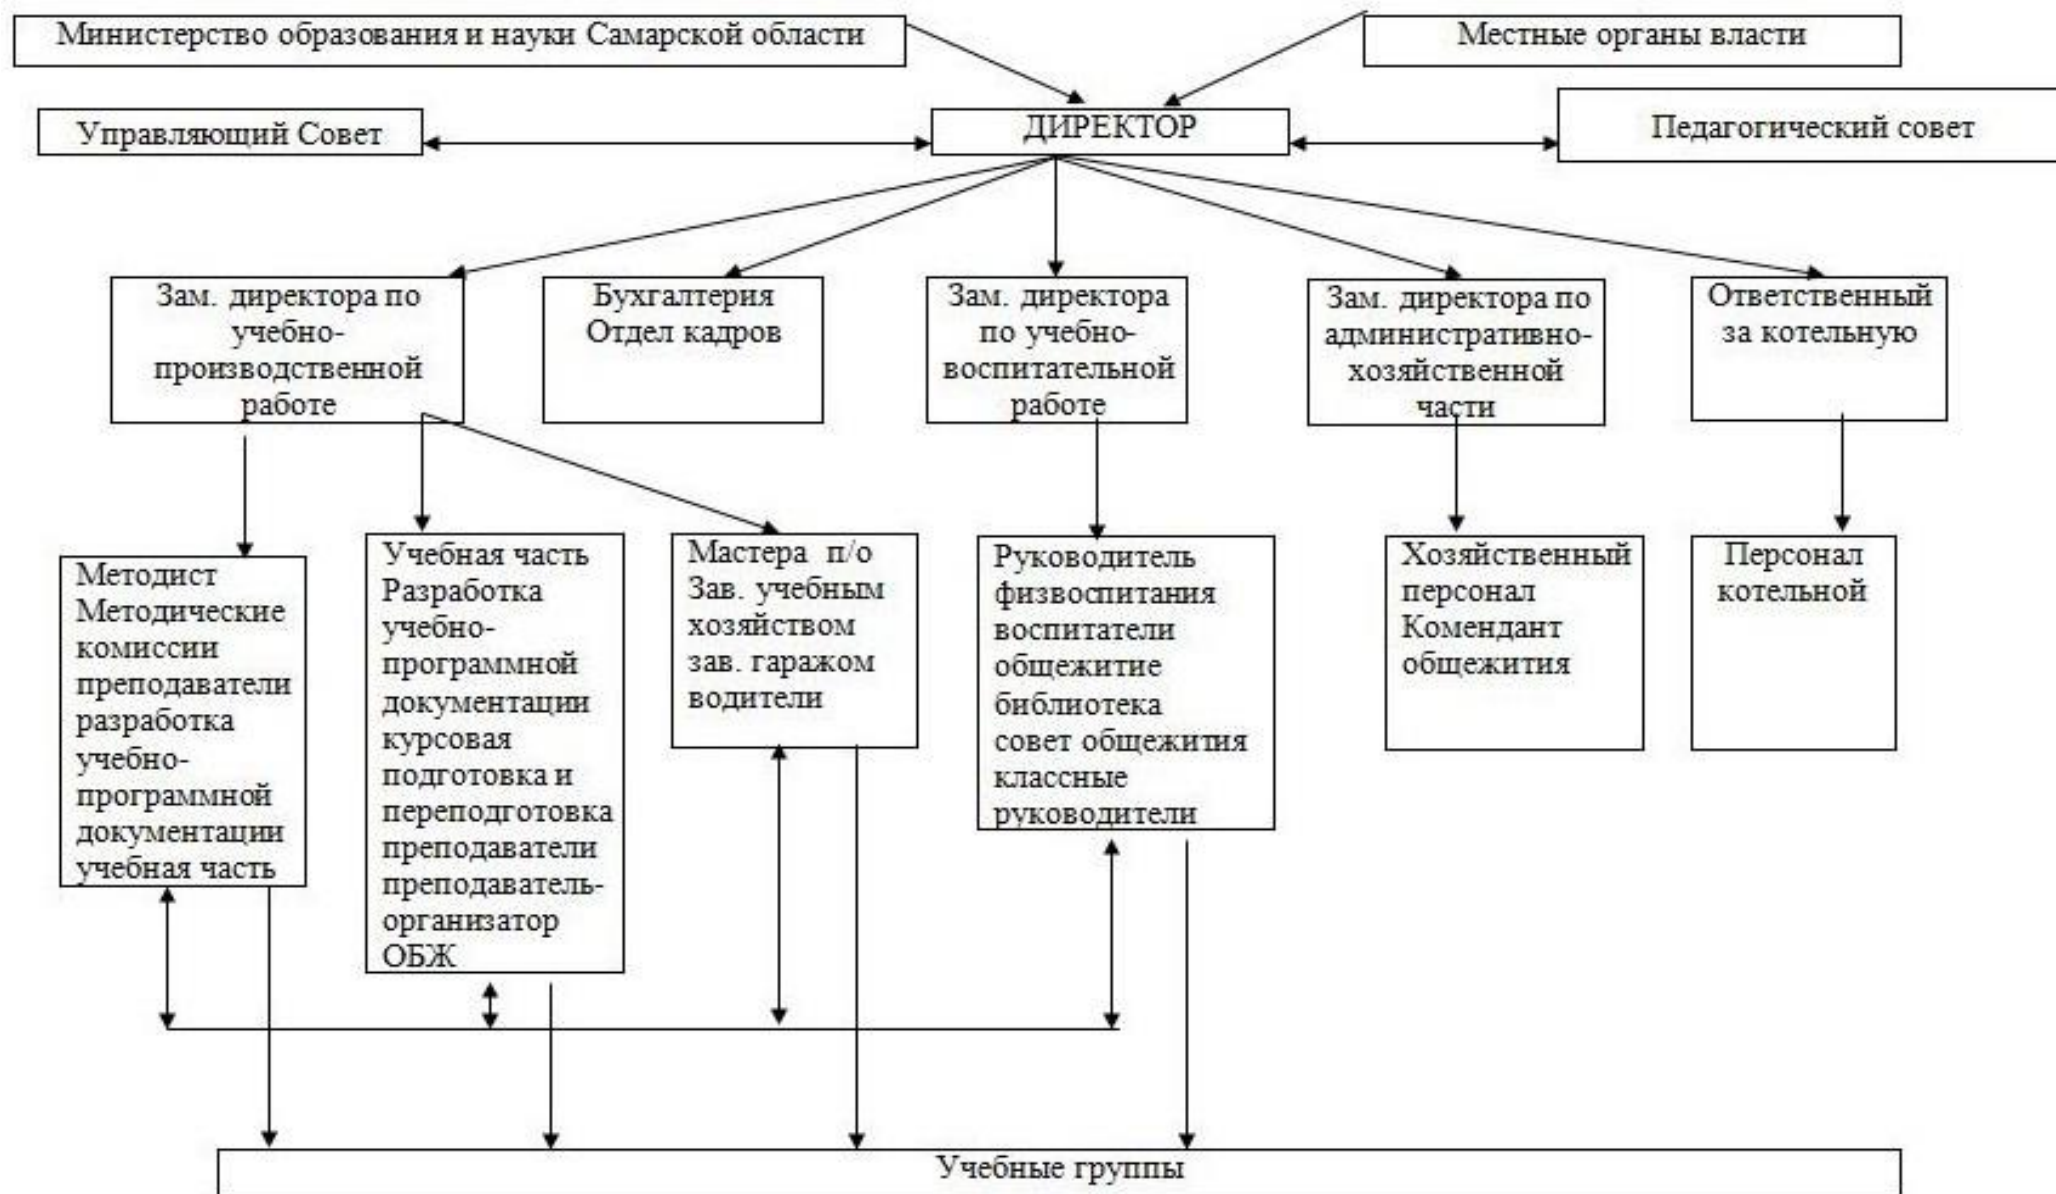 Министерство образования и науки Самарской области
Местные органы власти
Управляющий Совет
ДИРЕКТОР
Педагогический совет
Зам. директора по
учебно-
производственной
работе
Бухгалтерия
Отдел кадров
Зам. директора
по учебно-
воспитательной
работе
Зам. директора по
административно-
хозяйственной
части
Ответственный
за котельную
Методист
Методические
комиссии
преподаватели
разработка
учебно-
программной
документации
учебная часть
Учебная часть
Разработка
учебно-
программной
документации
курсовая
подготовка и
переподготовка
преподаватели
преподаватель-
организатор
ОБЖ
Мастера п/о
Зав. учебным
хозяйством
зав. гаражом
водители
Руководитель
физвоспитания
воспитатели
общежитие
библиотека
совет общежития
классные
руководители
Хозяйственный
персонал
Комендант
общежития
Персонал
котельной
Учебные группы